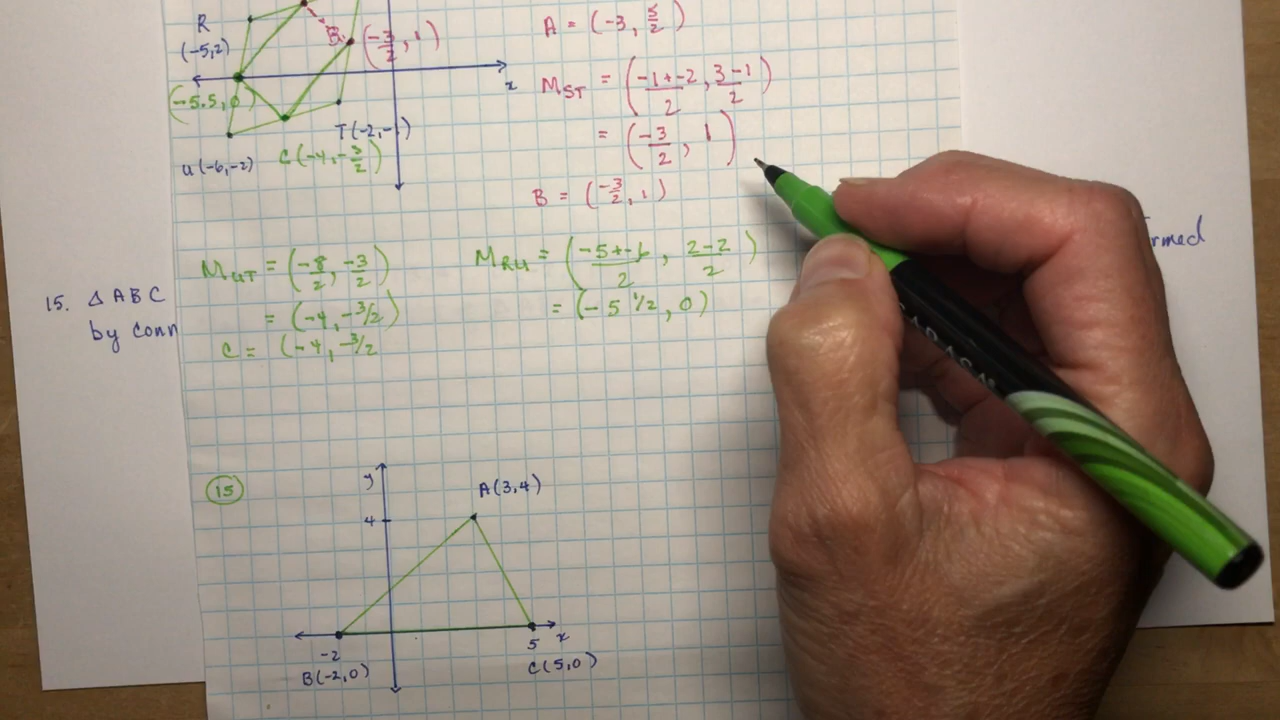 R
(-5,2)
B
(-3/2, 1)
x
(-5.5, 0)
T(-2,-1)
U(-6,-2)
C(-4,-3/2)
A = (-3, 5/2)
M_ST = (-1+-2/2, 3-1/2)
= (-3/2, 1)
B = (-3/2, 1)
M_UT = (-8/2, -3/2)
= (-4, -3/2)
C = (-4, -3/2
M_RU = (-5+-6/2, 2-2/2)
= (-5 1/2, 0)
15. △ABC
by conn
rmed
15
y
A(3,4)
4
-2
5
x
B(-2,0)
C(5,0)